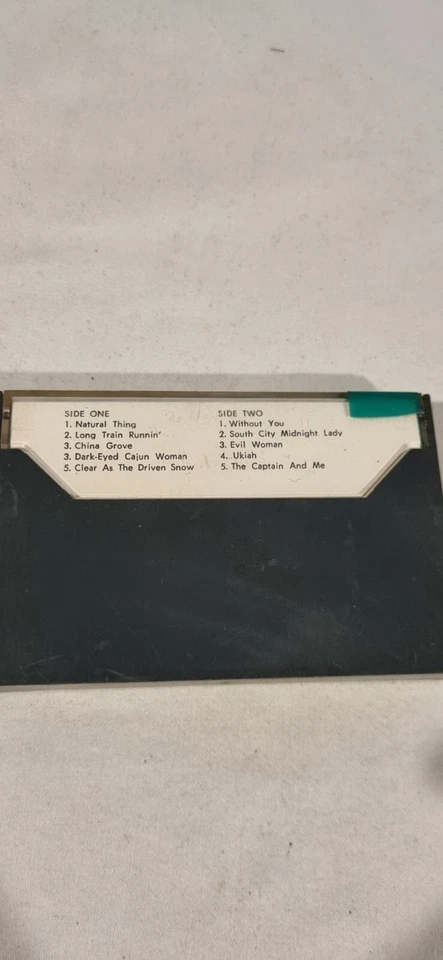 SIDE ONE
1. Natural Thing
2. Long Train Runnin'
3. China Grove
3. Dark-Eyed Cajun Woman
5. Clear As The Driven Snow
SIDE TWO
1. Without You
2. South City Midnight Lady
3. Evil Woman
4. Ukiah
5. The Captain And Me